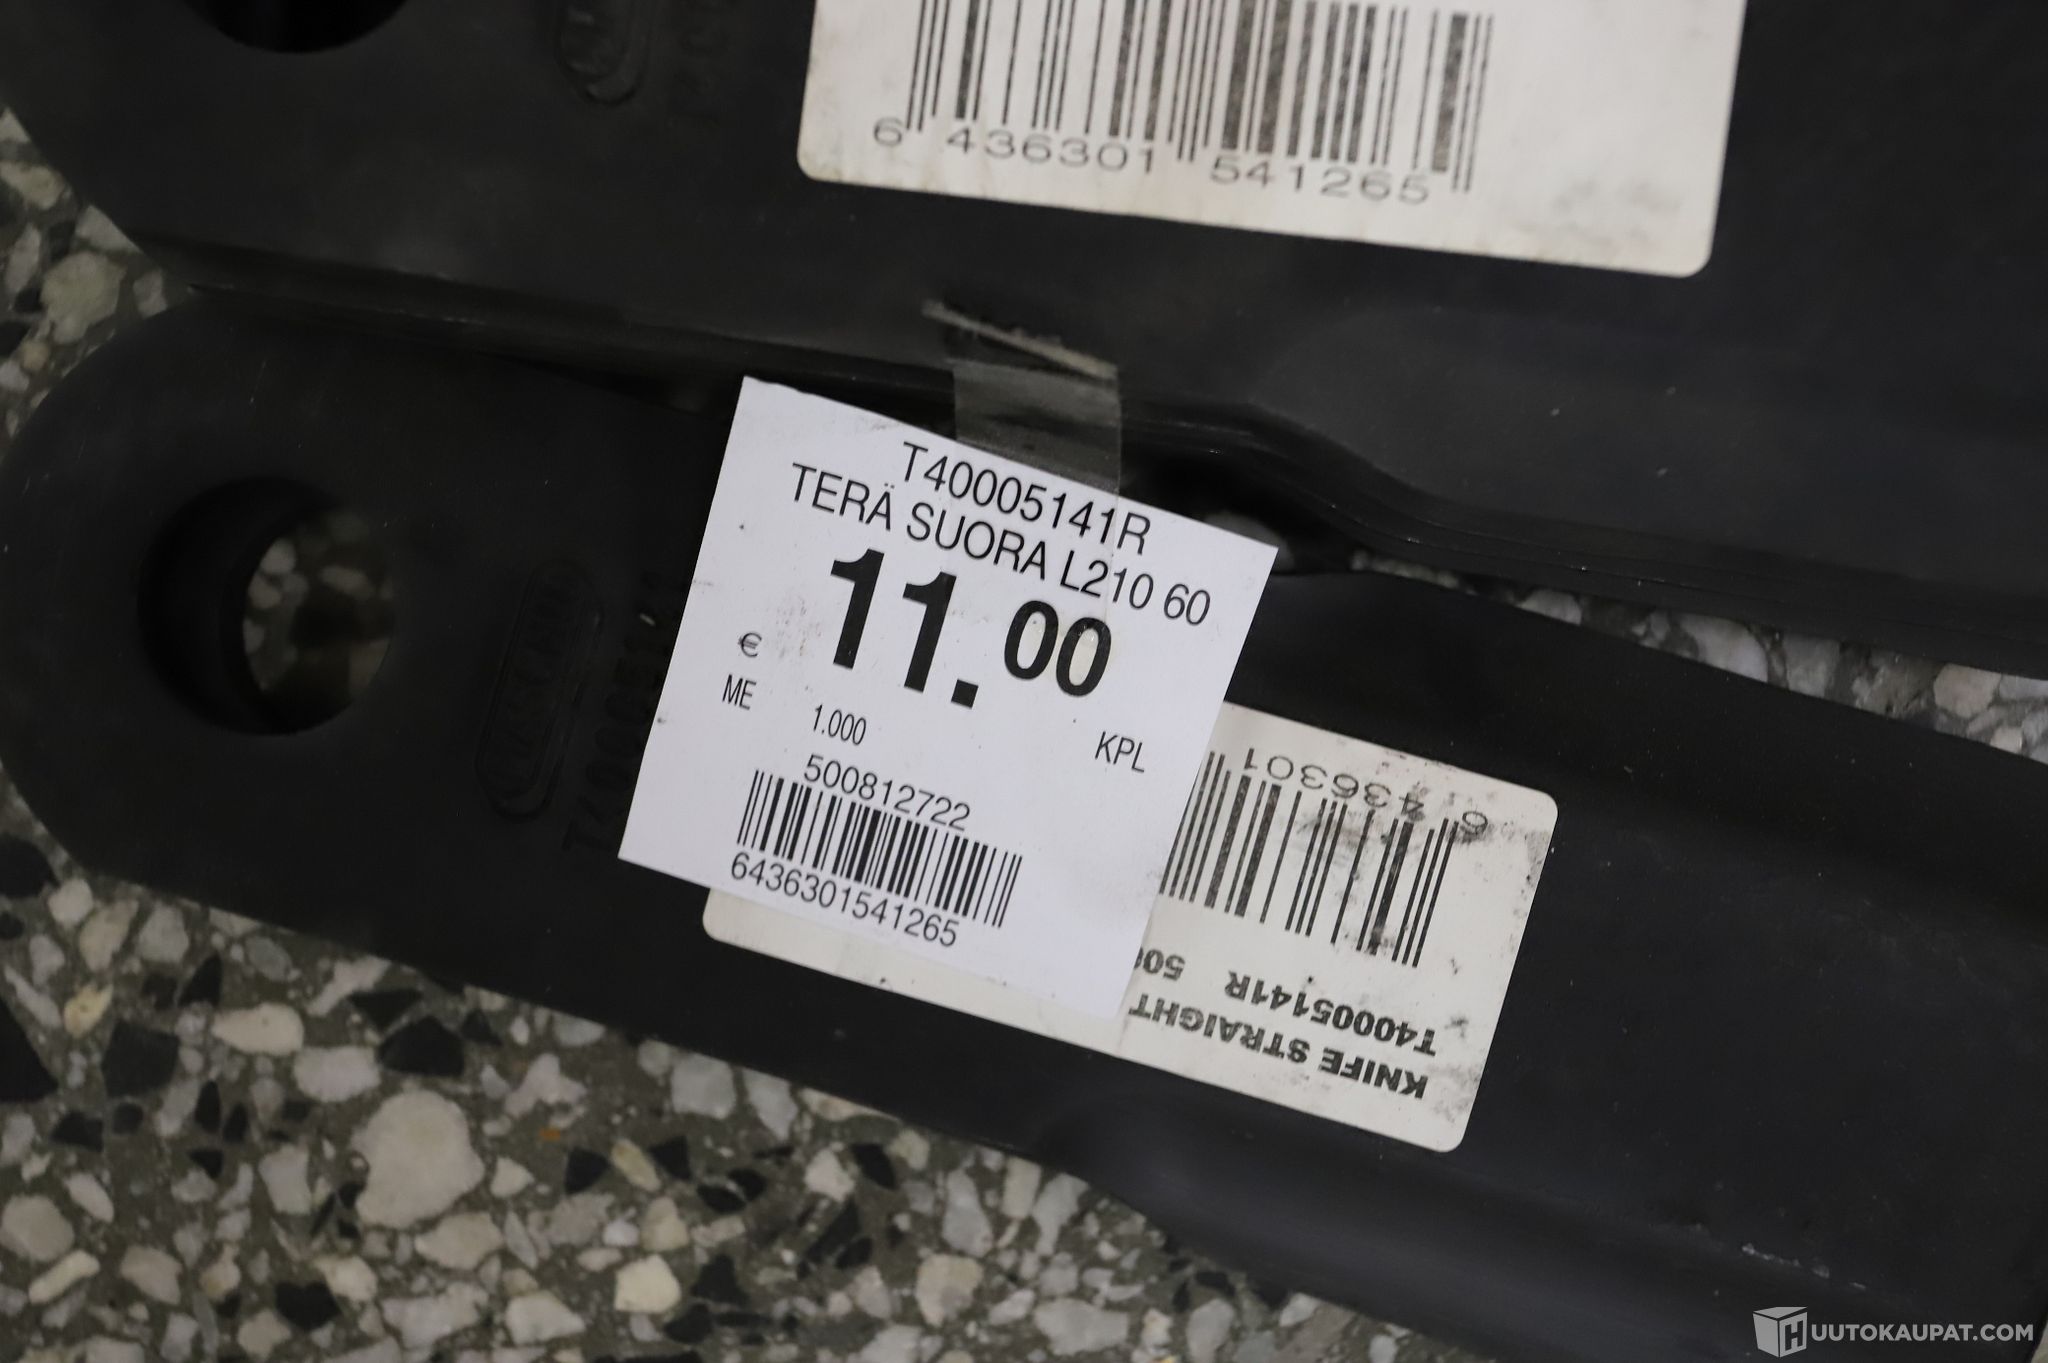 6 436301 541265
T40005141R
TERÄ SUORA L210 60
€ 11.00
ME 1.000 KPL
500812722
6436301541265
KNIFE STRAIGHT
T40005141R 50
6 436301
HUUTOKAUPAT.COM